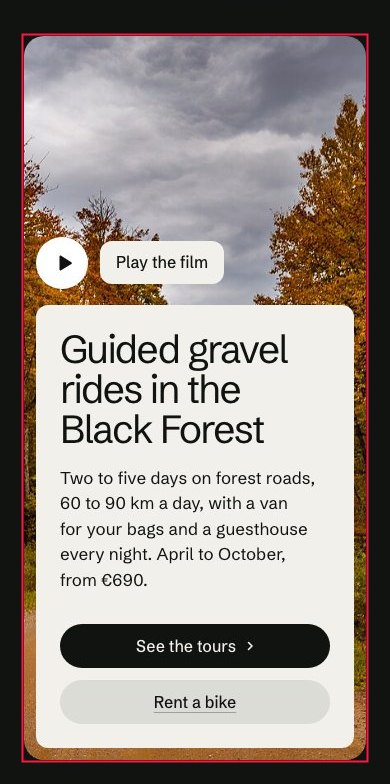 Play the film
Guided gravel
rides in the
Black Forest
Two to five days on forest roads,
60 to 90 km a day, with a van
for your bags and a guesthouse
every night. April to October,
from €690.
See the tours
Rent a bike